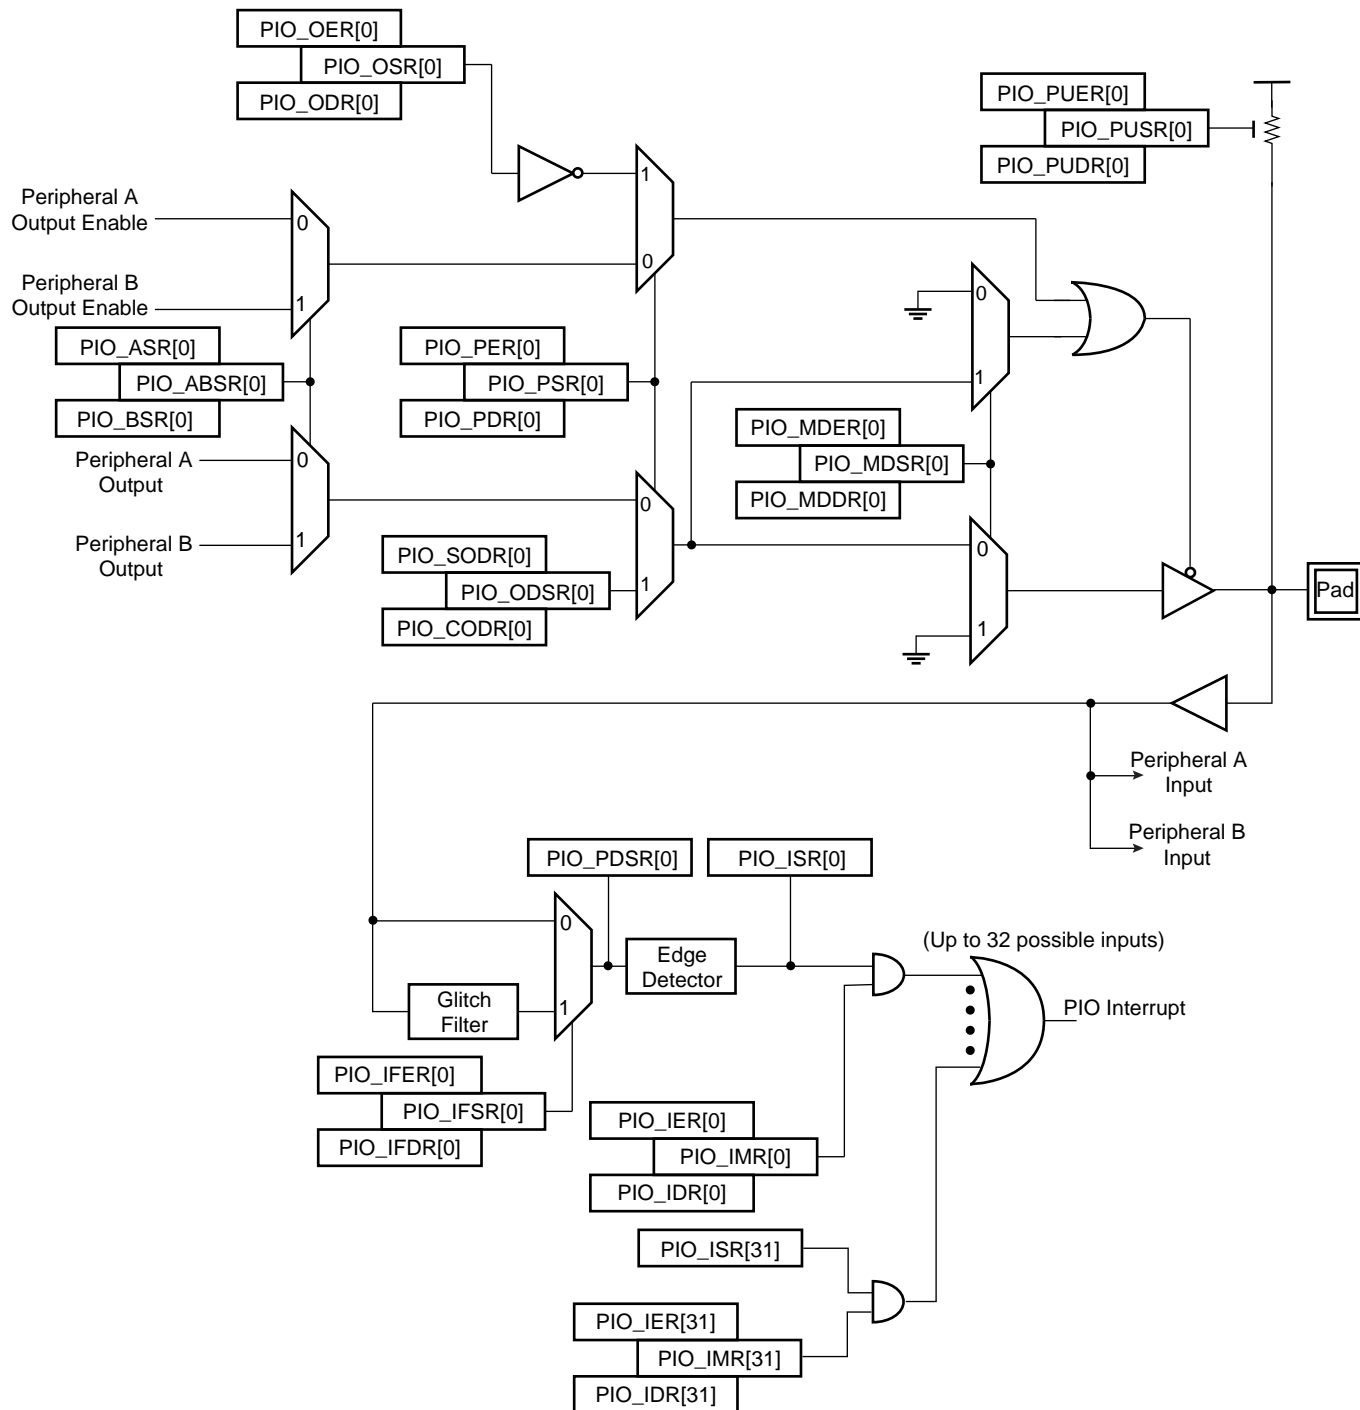 PIO_OER[0]
PIO_OSR[0]
PIO_ODR[0]
PIO_PUER[0]
PIO_PUSR[0]
PIO_PUDR[0]
1
Peripheral A
Output Enable
0
0
Peripheral B
Output Enable
1
0
PIO_ASR[0]
PIO_ABSR[0]
PIO_BSR[0]
PIO_PER[0]
PIO_PSR[0]
PIO_PDR[0]
1
PIO_MDER[0]
PIO_MDSR[0]
PIO_MDDR[0]
Peripheral A
Output
0
0
Peripheral B
Output
1
PIO_SODR[0]
PIO_ODSR[0]
PIO_CODR[0]
1
0
1
Pad
Peripheral A
Input
Peripheral B
Input
PIO_PDSR[0]
PIO_ISR[0]
0
(Up to 32 possible inputs)
Edge
Detector
Glitch
Filter
1
PIO Interrupt
PIO_IFER[0]
PIO_IFSR[0]
PIO_IFDR[0]
PIO_IER[0]
PIO_IMR[0]
PIO_IDR[0]
PIO_ISR[31]
PIO_IER[31]
PIO_IMR[31]
PIO_IDR[31]